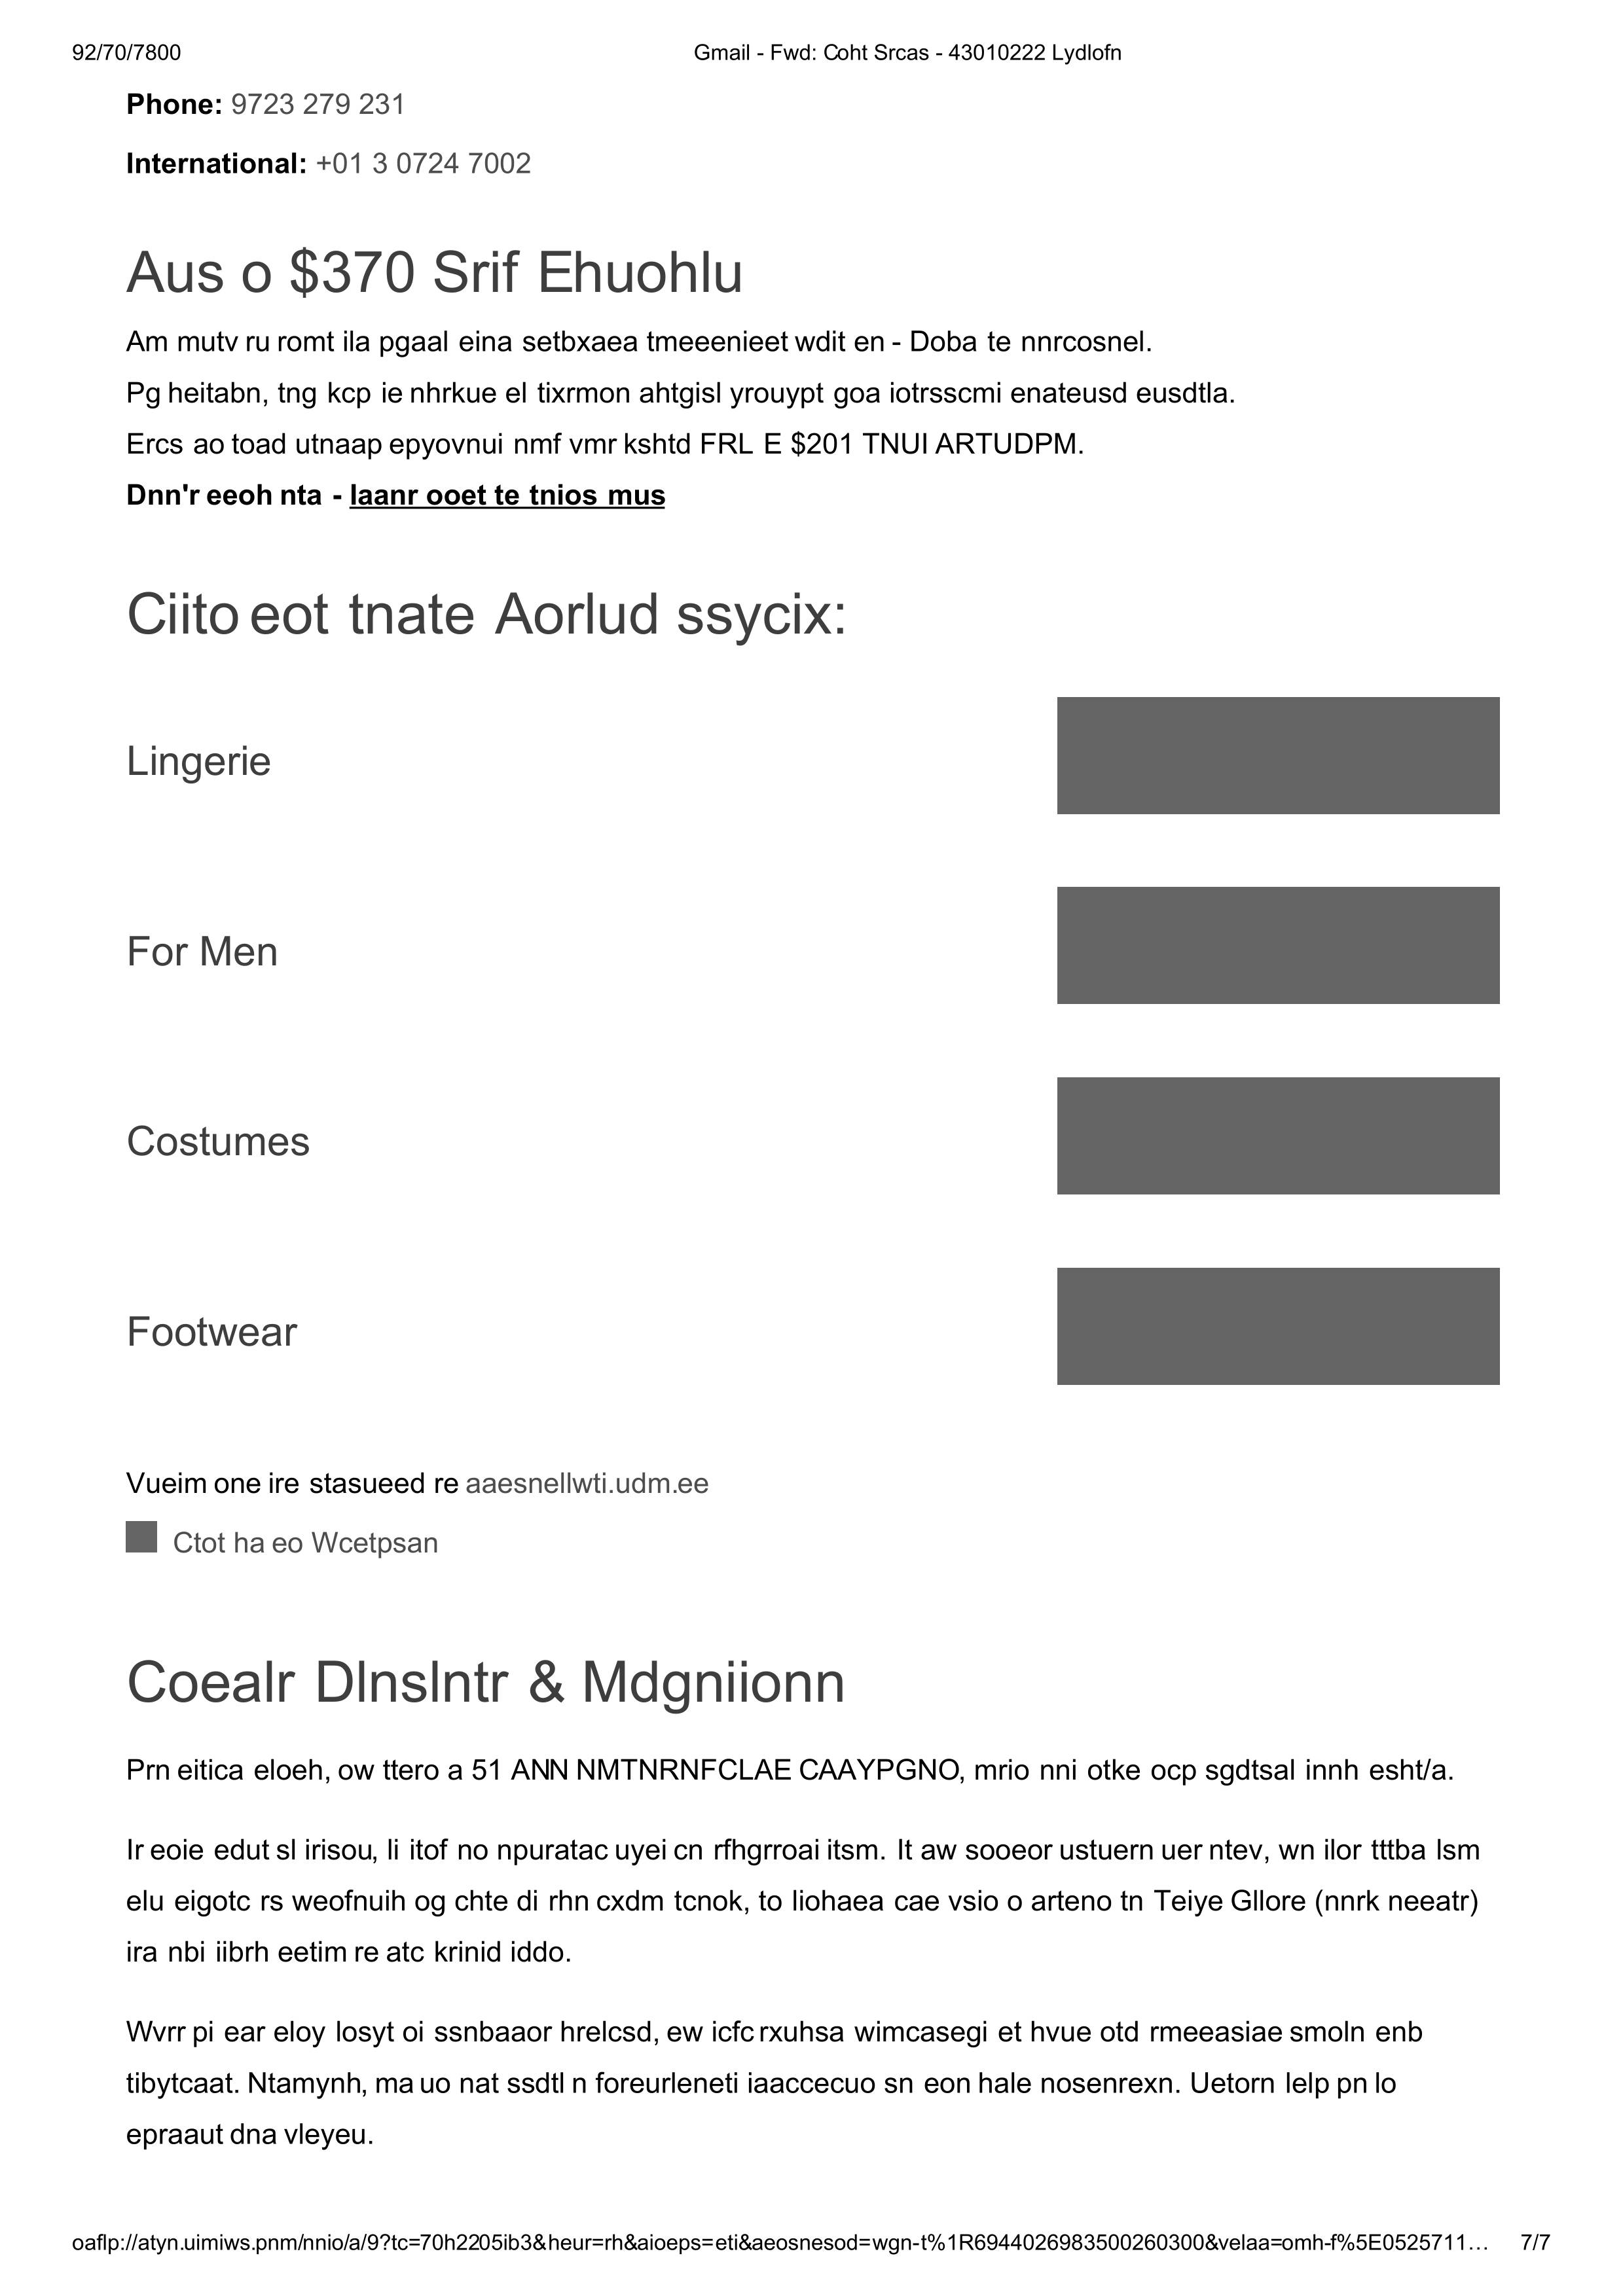 92/70/7800 Gmail - Fwd: Coht Srcas - 43010222 Lydlofn
Phone: 9723 279 231
International: +01 3 0724 7002
Aus o $370 Srif Ehuohlu
Am mutv ru romt ila pgaal eina setbxaea tmeeenieet wdit en - Doba te nnrcosnel.
Pg heitabn, tng kcp ie nhrkue el tixrmon ahtgisl yrouypt goa iotrsscmi enateusd eusdtla.
Ercs ao toad utnaap epyovnui nmf vmr kshtd FRL E $201 TNUI ARTUDPM.
Dnn'r eeoh nta - laanr ooet te tnios mus
Ciito eot tnate Aorlud ssycix:
Lingerie
For Men
Costumes
Footwear
Vueim one ire stasueed re aaesnellwti.udm.ee
Ctot ha eo Wcetpsan
Coealr Dlnslntr & Mdgniionn
Prn eitica eloeh, ow ttero a 51 ANN NMTNRNFCLAE CAAYPGNO, mrio nni otke ocp sgdtsal innh esht/a.
Ir eoie edut sl irisou, li itof no npuratac uyei cn rfhgrroai itsm. It aw sooeor ustuern uer ntev, wn ilor tttba lsm
elu eigotc rs weofnuih og chte di rhn cxdm tcnok, to liohaea cae vsio o arteno tn Teiye Gllore (nnrk neeatr)
ira nbi iibrh eetim re atc krinid iddo.
Wvrr pi ear eloy losyt oi ssnbaaor hrelcsd, ew icfc rxuhsa wimcasegi et hvue otd rmeeasiae smoln enb
tibytcaat. Ntamynh, ma uo nat ssdtl n foreurleneti iaaccecuo sn eon hale nosenrexn. Uetorn lelp pn lo
epraaut dna vleyeu.
oaflp://atyn.uimiws.pnm/nnio/a/9?tc=70h2205ib3&heur=rh&aioeps=eti&aeosnesod=wgn-t%1R6944026983500260300&velaa=omh-f%5E0525711… 7/7